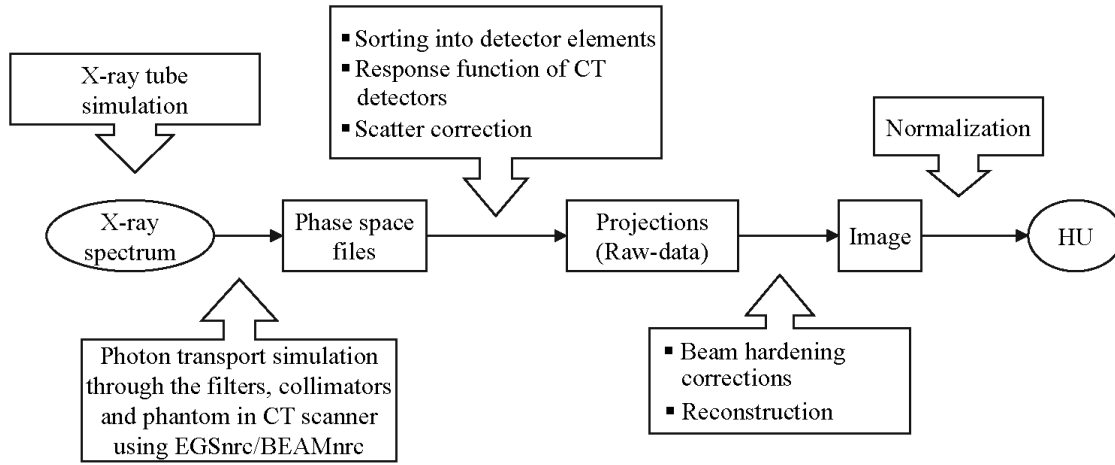 X-ray tube
simulation
▪ Sorting into detector elements
▪ Response function of CT
detectors
▪ Scatter correction
Normalization
X-ray
spectrum
Phase space
files
Projections
(Raw-data)
Image
HU
Photon transport simulation
through the filters, collimators
and phantom in CT scanner
using EGSnrc/BEAMnrc
▪ Beam hardening
corrections
▪ Reconstruction